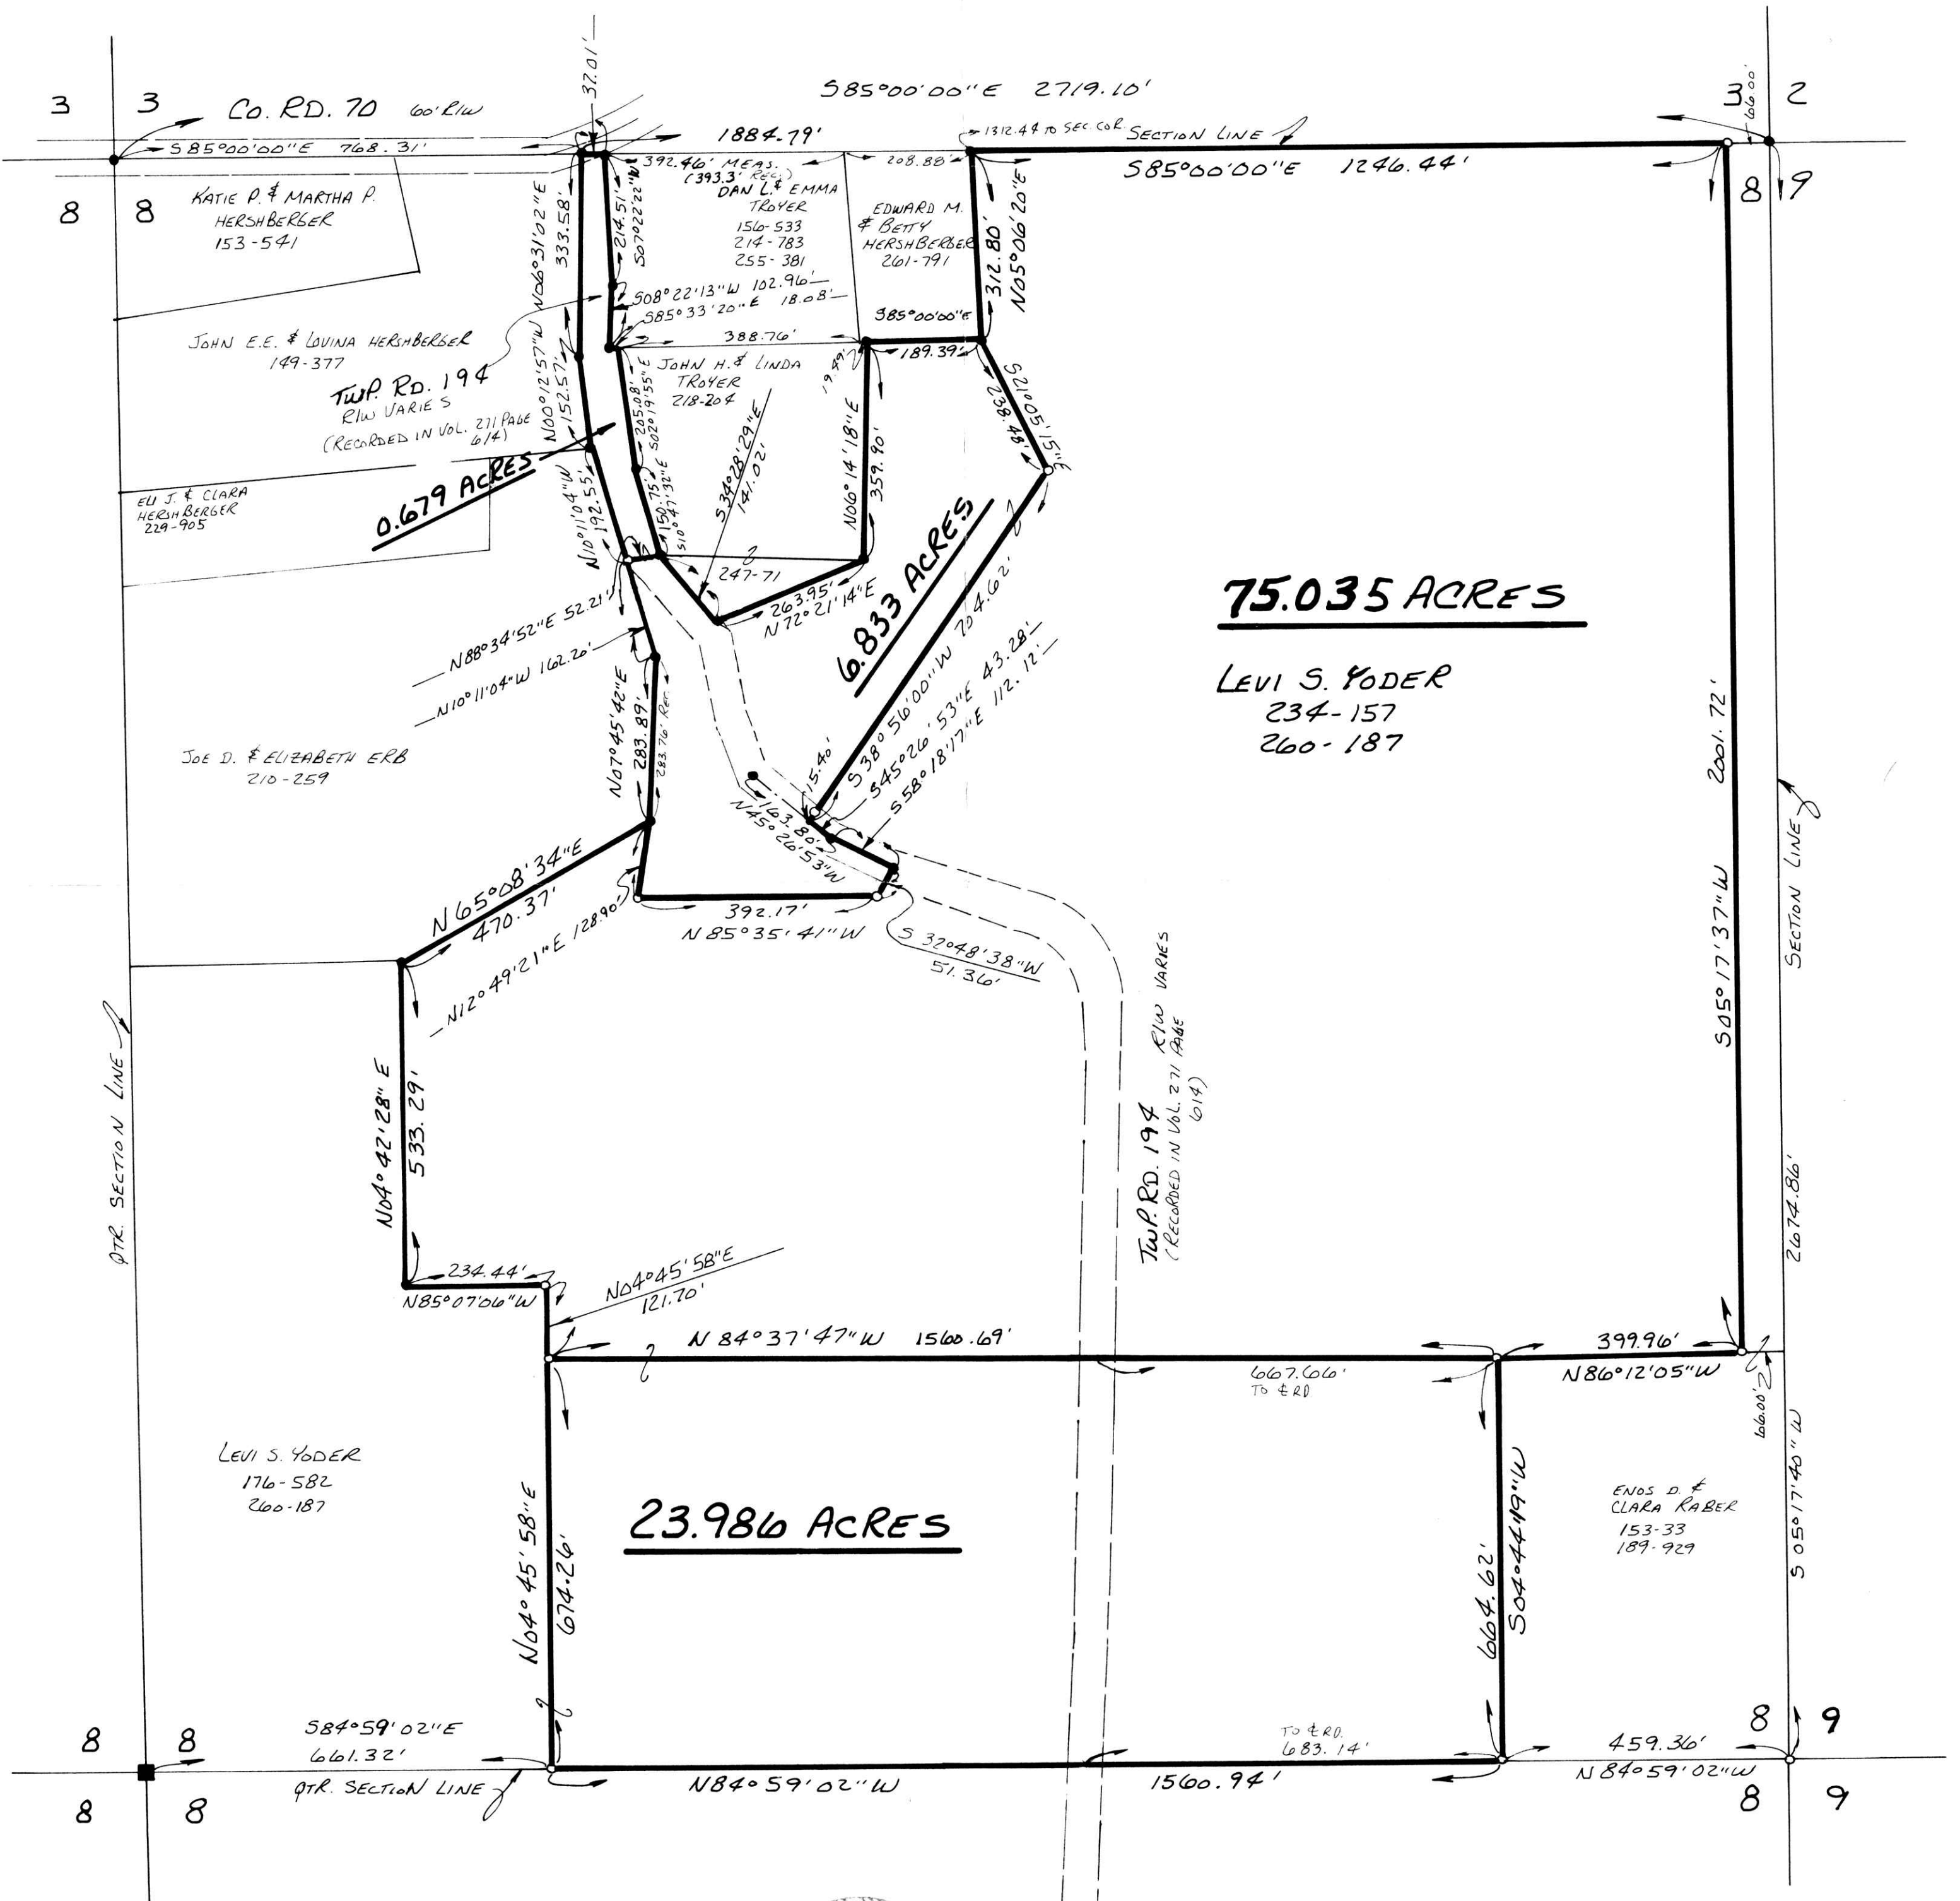 37.01'
S85°00'00"E 2719.10'
3 3 CO. RD. 70 60' R/W
3 2
66.00'
S85°00'00"E 768.31'
1884.79'
1312.44 TO SEC. COR.
SECTION LINE
392.46' MEAS.
(393.3' REC.)
208.88'
S85°00'00"E 1246.44'
8 8
8 9
KATIE P. & MARTHA P.
HERSHBERGER
153-541
N06°31'02"E
333.58'
214.51'
S07°22'22"W
DAN L. & EMMA
TROYER
156-533
214-783
255-381
EDWARD M.
& BETTY
HERSHBERGER
261-791
312.80'
N05°06'20"E
S08°22'13"W 102.96'
S85°33'20"E 18.08'
S85°00'00"E
189.39'
388.76'
19.89'
JOHN E.E. & LOVINA HERSHBERGER
149-377
TWP. RD. 194
R/W VARIES
(RECORDED IN VOL. 271 PAGE
614)
N00°12'57"W
152.57'
205.08'
S02°19'55"E
JOHN H. & LINDA
TROYER
218-204
S34°28'29"E
141.02'
N06°14'18"E
359.90'
S21°05'15"E
238.48'
ELI J. & CLARA
HERSHBERGER
229-905
0.679 ACRES
N10°11'04"W
192.55'
150.75'
S10°47'32"E
247-71
263.95'
N72°21'14"E
6.833 ACRES
704.62'
S38°56'00"W
75.035 ACRES
LEVI S. YODER
234-157
260-187
N88°34'52"E 52.21'
N10°11'04"W 162.20'
S45°26'53"E 43.28'
S58°18'17"E 112.12'
15.40'
JOE D. & ELIZABETH ERB
210-259
N07°45'42"E
283.89'
283.76' REC.
163.80'
N45°26'53"W
2001.72'
S05°17'37"W
SECTION LINE
N65°08'34"E
470.37'
N12°49'21"E 128.90'
392.17'
N85°35'41"W
S32°48'38"W
51.36'
QTR. SECTION LINE
N04°42'28"E
533.29'
TWP. RD. 194 R/W VARIES
(RECORDED IN VOL. 271 PAGE
614)
2674.86'
234.44'
N85°07'06"W
N04°45'58"E
121.70'
N84°37'47"W 1560.69'
667.66'
TO ℄ RD
399.96'
N86°12'05"W
66.00'
LEVI S. YODER
176-582
260-187
N04°45'58"E
674.26'
23.986 ACRES
664.62'
S04°44'19"W
ENOS D. &
CLARA RABER
153-33
189-929
S05°17'40"W
8 8
S84°59'02"E
661.32'
QTR. SECTION LINE
N84°59'02"W
1560.94'
TO ℄ RD.
683.14'
459.36'
N84°59'02"W
8 9
8 8
8 9